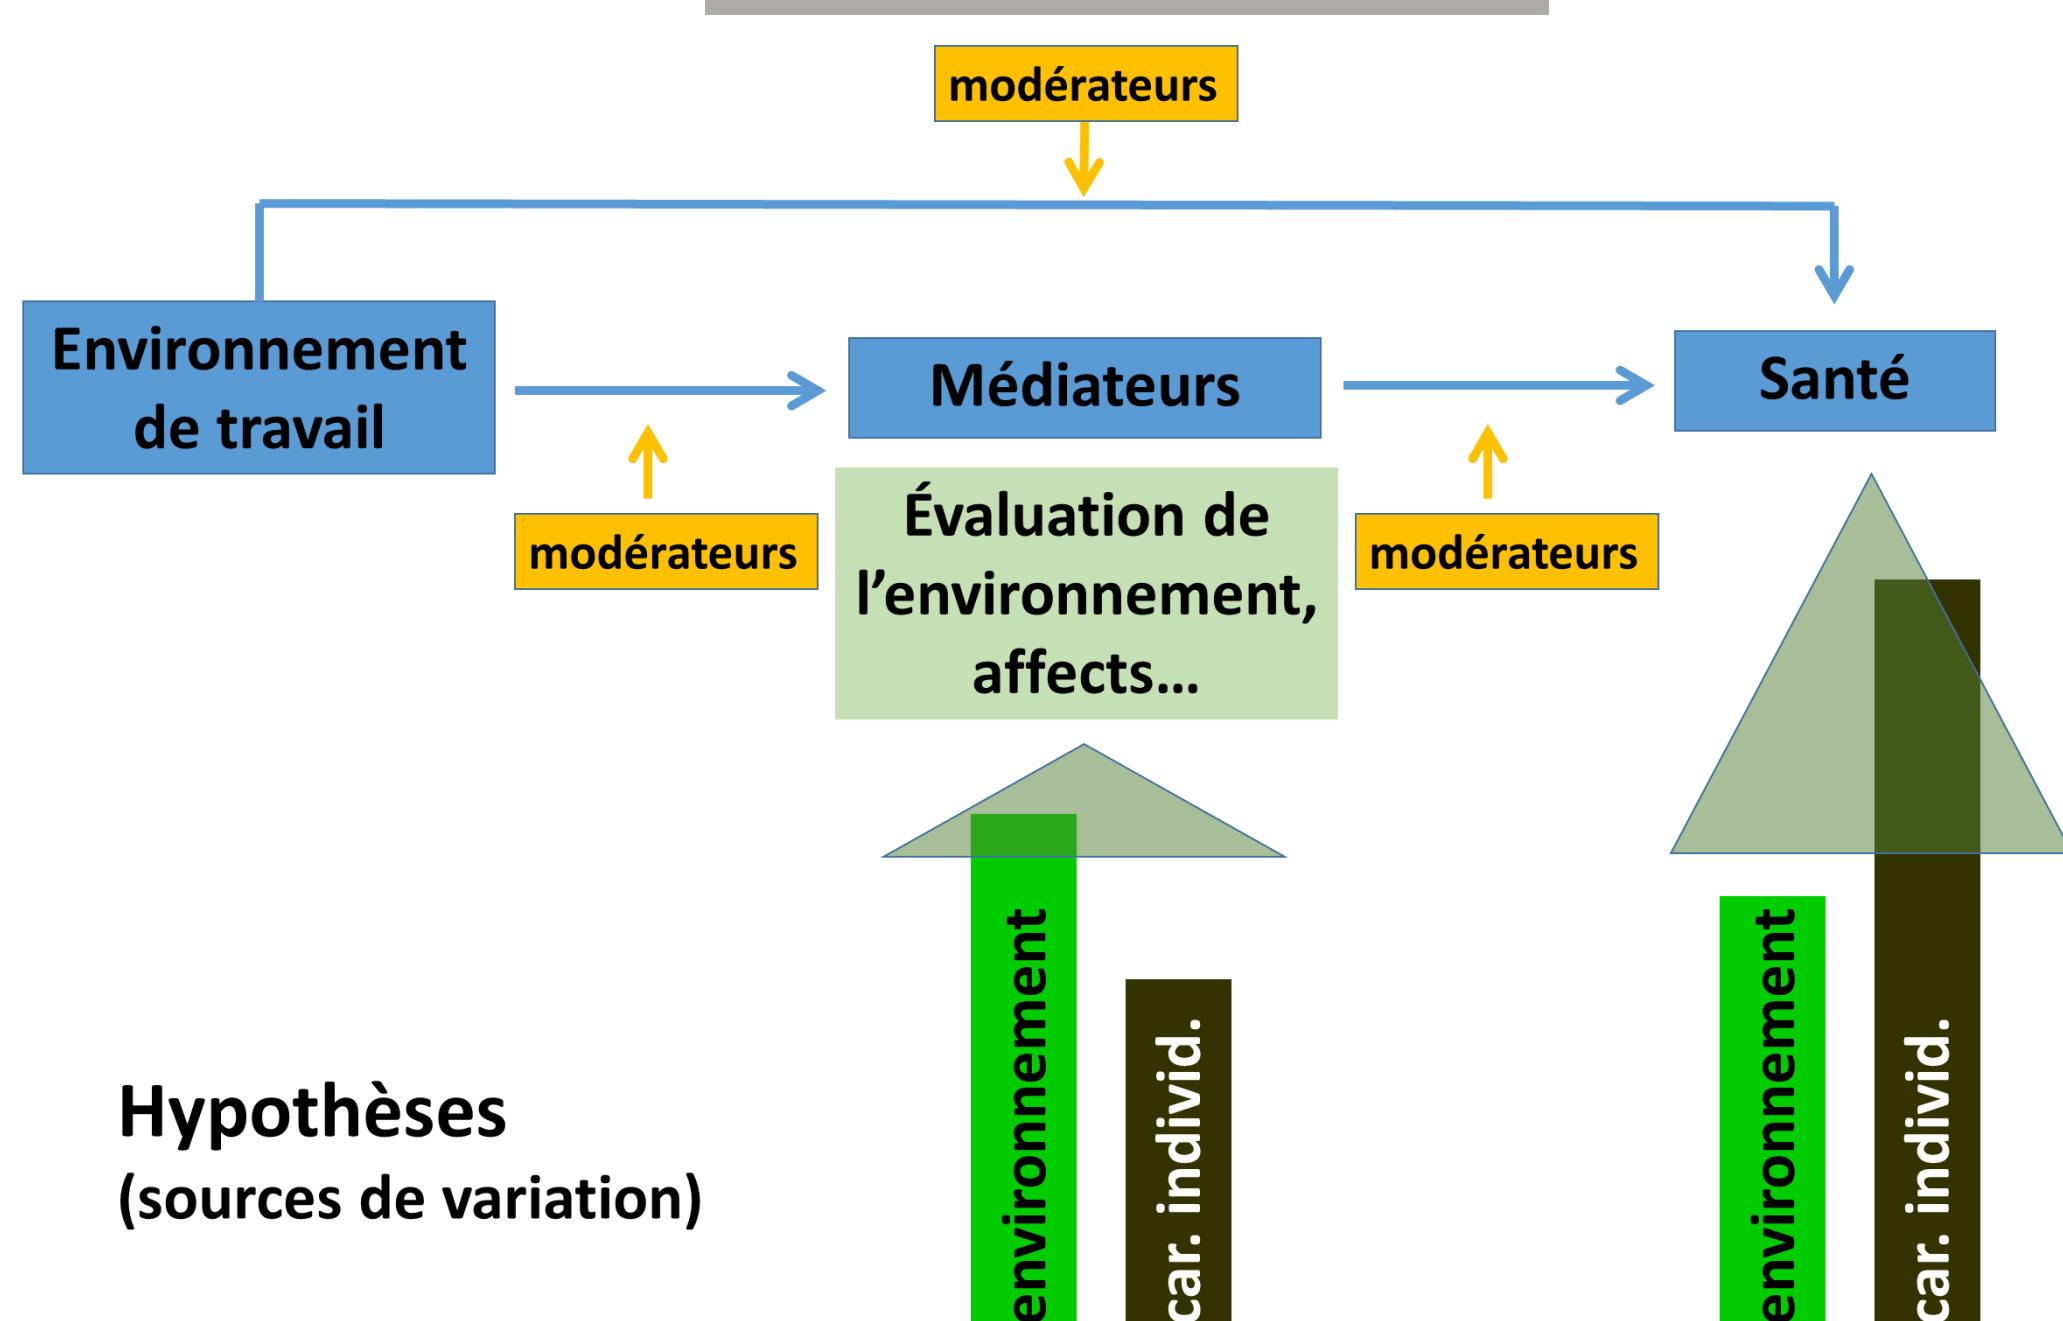 modérateurs
Environnement
de travail
Médiateurs
Santé
modérateurs
Évaluation de
l’environnement,
affects…
modérateurs
Hypothèses
(sources de variation)
environnement
car. individ.
environnement
car. individ.